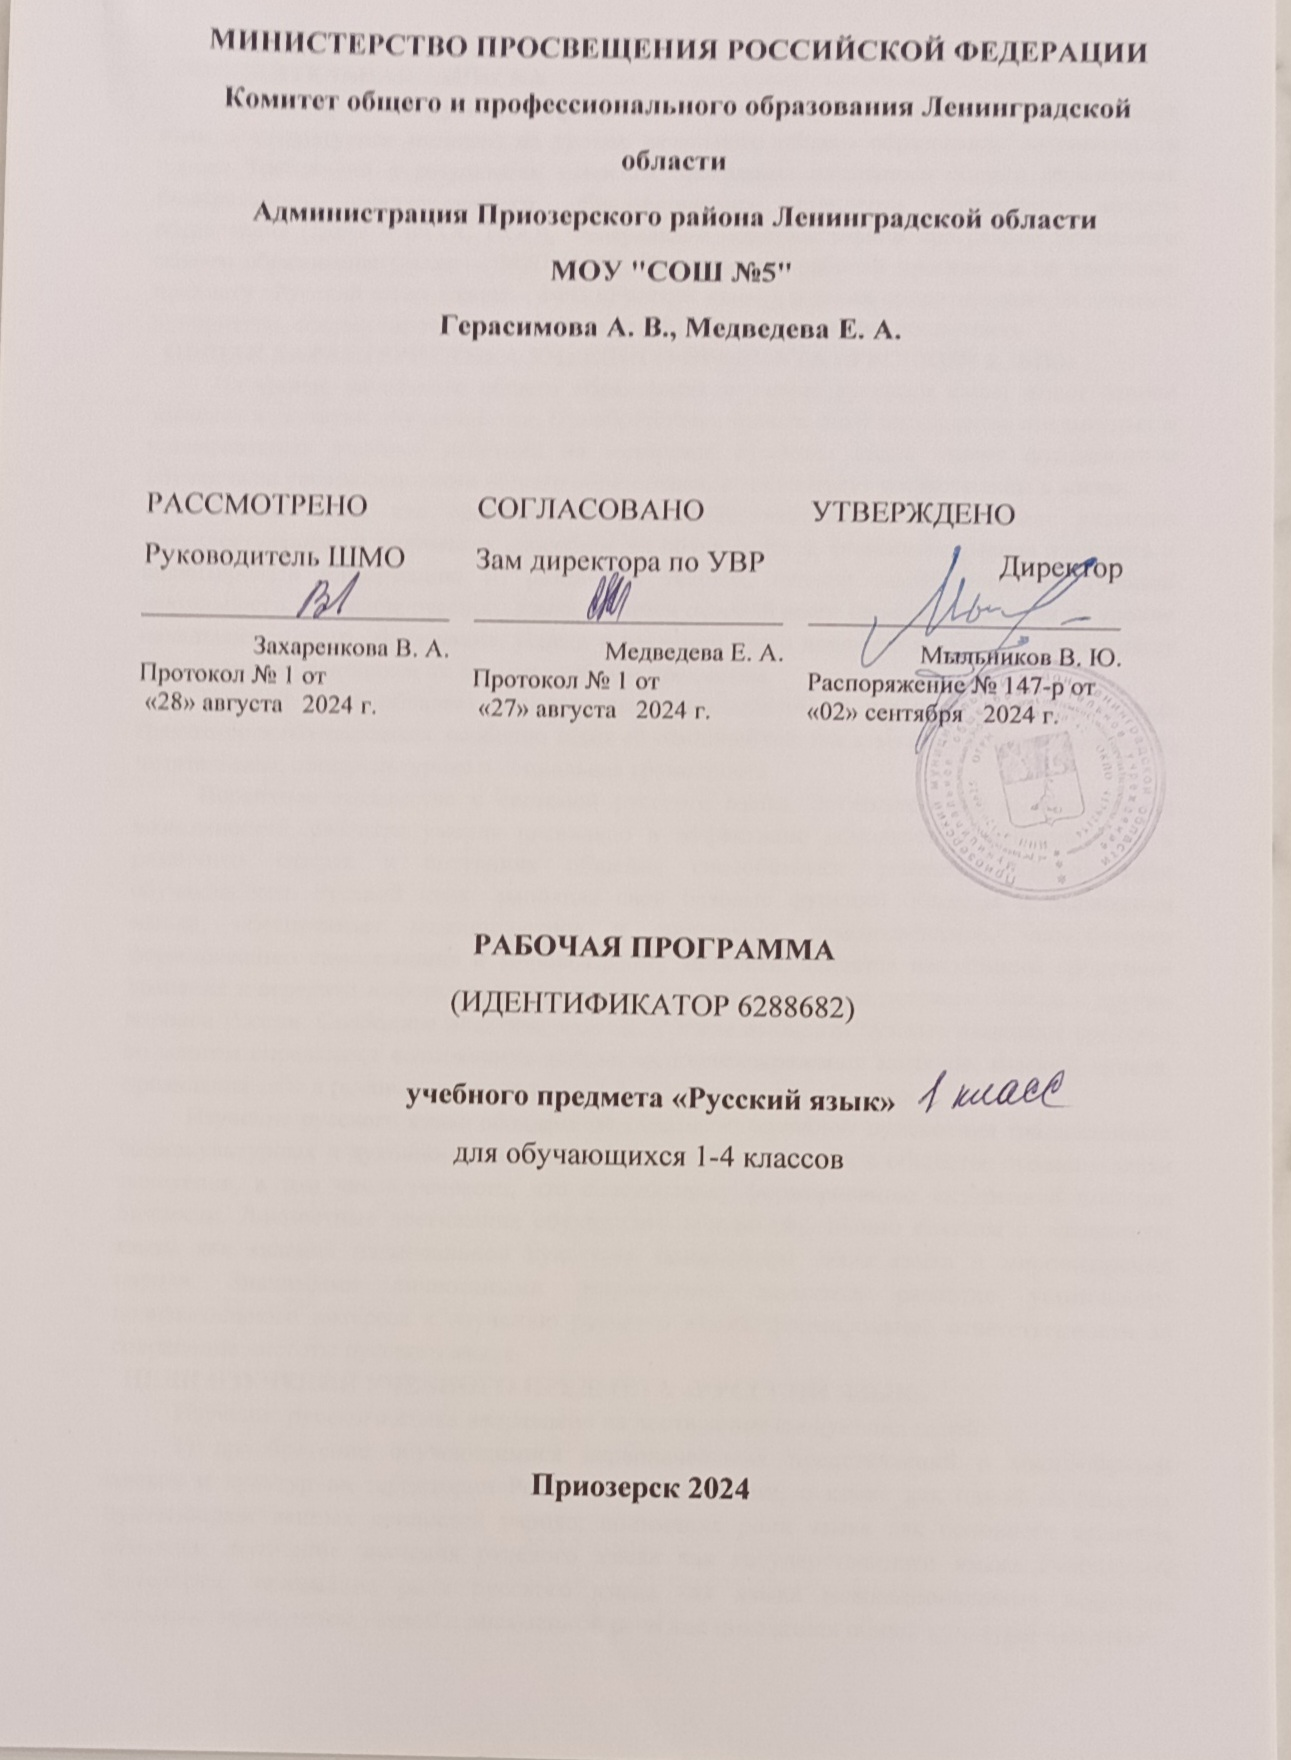 МИНИСТЕРСТВО ПРОСВЕЩЕНИЯ РОССИЙСКОЙ ФЕДЕРАЦИИ
Комитет общего и профессионального образования Ленинградской
области
Администрация Приозерского района Ленинградской области
МОУ "СОШ №5"
Герасимова А. В., Медведева Е. А.
РАССМОТРЕНО
Руководитель ШМО
Захаренкова В. А.
Протокол № 1 от
«28» августа 2024 г.
СОГЛАСОВАНО
Зам директора по УВР
Медведева Е. А.
Протокол № 1 от
«27» августа 2024 г.
УТВЕРЖДЕНО
Директор
Мыльников В. Ю.
Распоряжение № 147-р от
«02» сентября 2024 г.
РАБОЧАЯ ПРОГРАММА
(ИДЕНТИФИКАТОР 6288682)
учебного предмета «Русский язык» 1 класс
для обучающихся 1-4 классов
Приозерск 2024